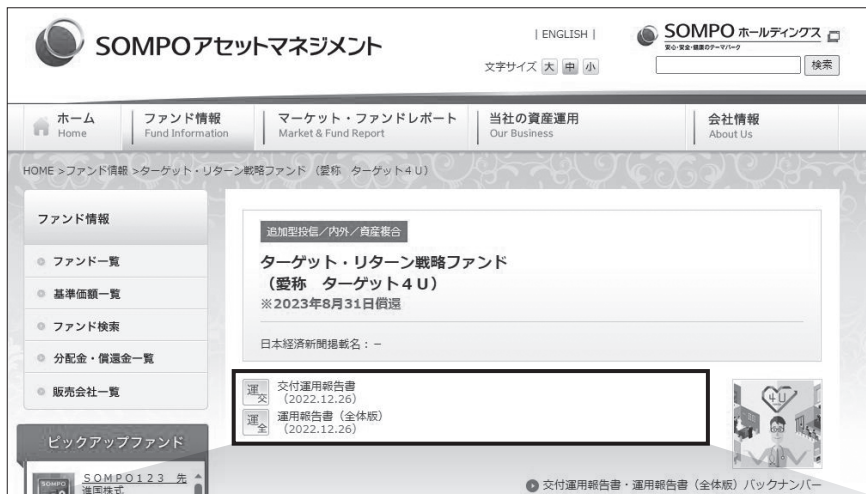 SOMPOアセットマネジメント
| ENGLISH |
SOMPO ホールディングス
安心・安全・健康のテーマパーク
文字サイズ 大 中 小
検索
ホーム
Home
ファンド情報
Fund Information
マーケット・ファンドレポート
Market & Fund Report
当社の資産運用
Our Business
会社情報
About Us
HOME >ファンド情報 >ターゲット・リターン戦略ファンド (愛称 ターゲット4U)
ファンド情報
ファンド一覧
基準価額一覧
ファンド検索
分配金・償還金一覧
販売会社一覧
ピックアップファンド
SOMPO
SOMPO123 先
進国株式
追加型投信/内外/資産複合
ターゲット・リターン戦略ファンド
(愛称 ターゲット4U)
※2023年8月31日償還
日本経済新聞掲載名:-
運交 交付運用報告書
(2022.12.26)
運全 運用報告書(全体版)
(2022.12.26)
4U
交付運用報告書・運用報告書(全体版)バックナンバー